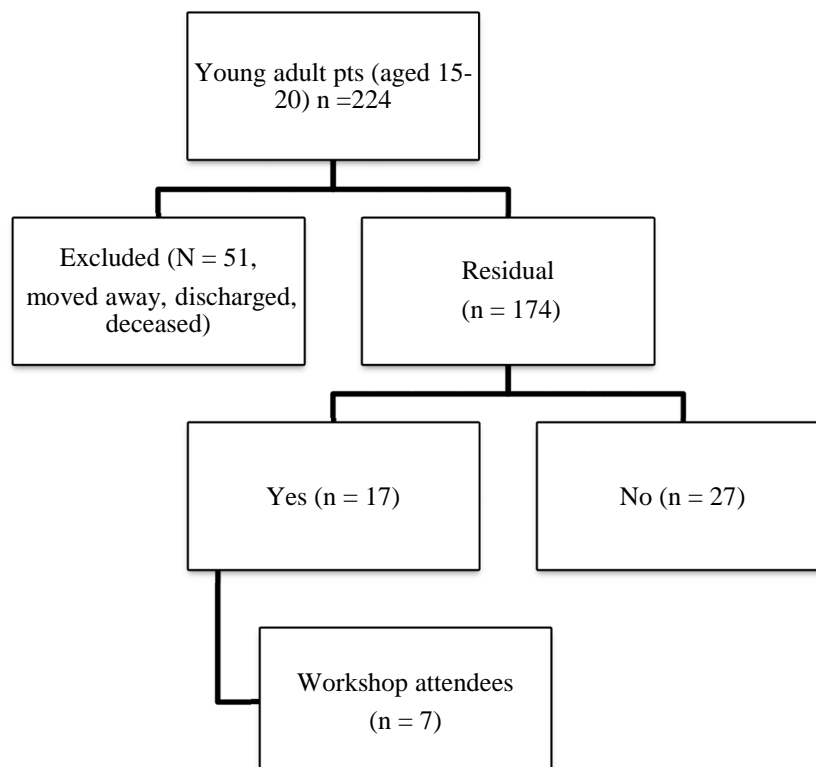 Young adult pts (aged 15-
20) n =224
Excluded (N = 51,
moved away, discharged,
deceased)
Residual
(n = 174)
Yes (n = 17)
No (n = 27)
Workshop attendees
(n = 7)